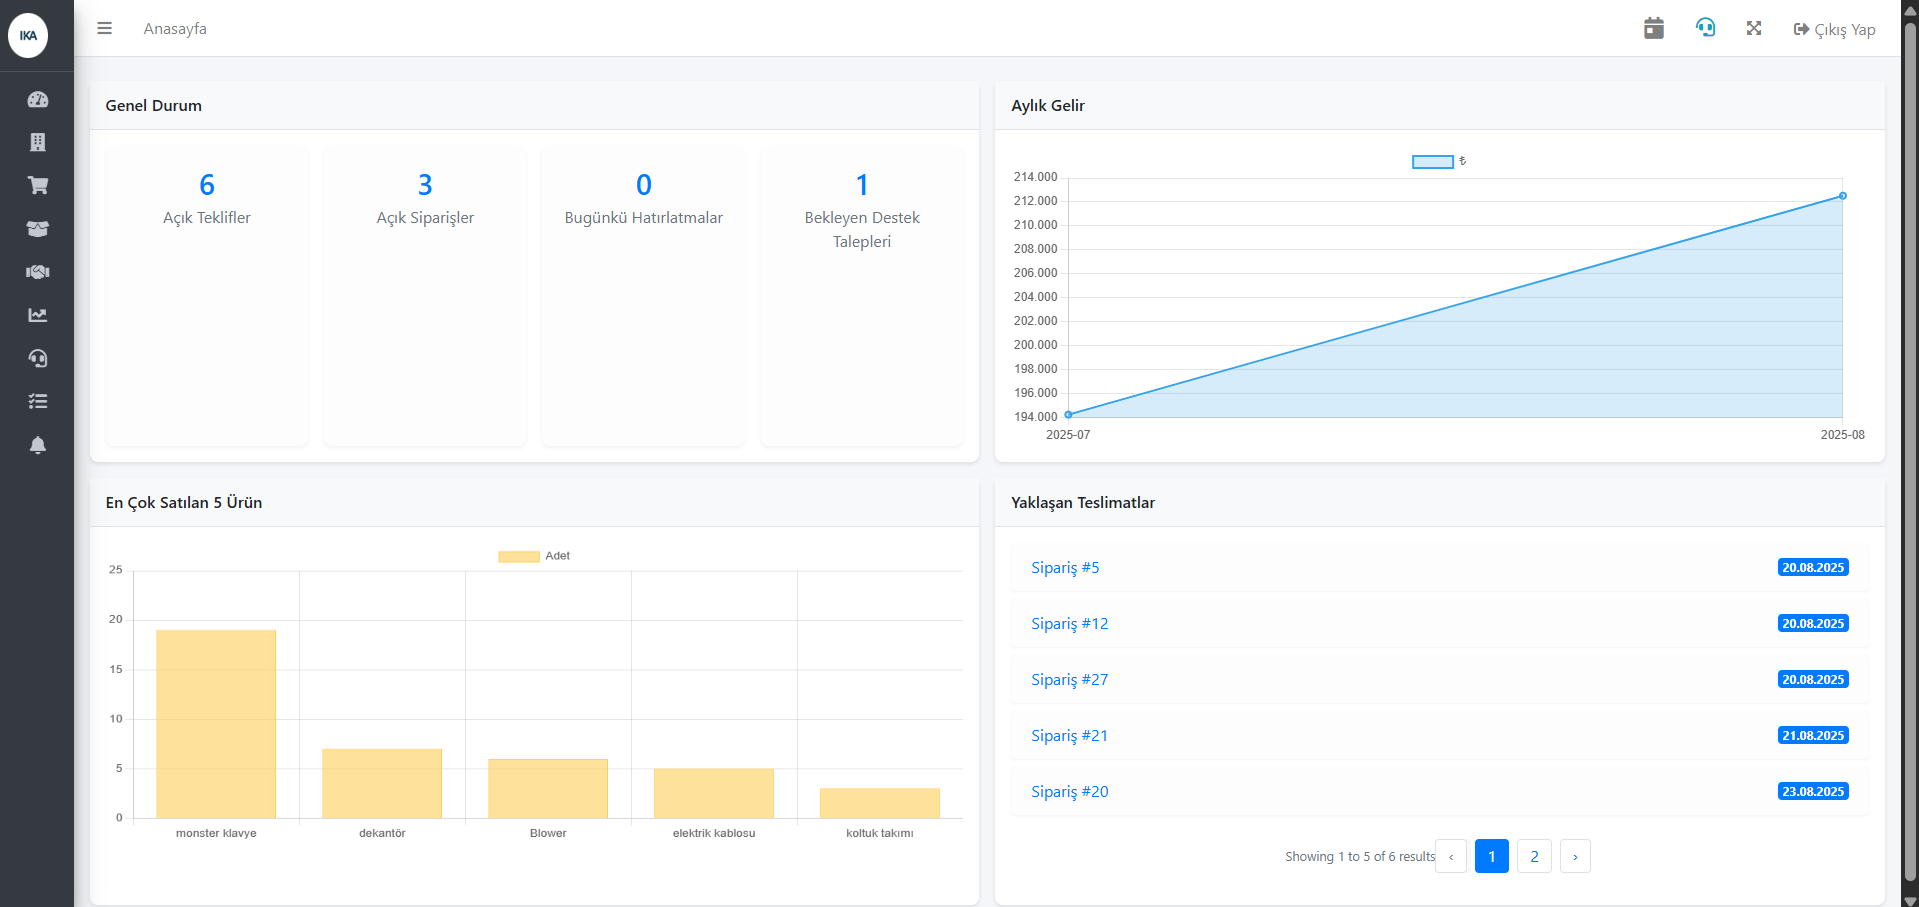 IKA
Anasayfa
Çıkış Yap
Genel Durum
6
Açık Teklifler
3
Açık Siparişler
0
Bugünkü Hatırlatmalar
1
Bekleyen Destek
Talepleri
Aylık Gelir
₺
214.000
212.000
210.000
208.000
206.000
204.000
202.000
200.000
198.000
196.000
194.000
2025-07
2025-08
En Çok Satılan 5 Ürün
Adet
25
20
15
10
5
0
monster klavye
dekantör
Blower
elektrik kablosu
koltuk takımı
Yaklaşan Teslimatlar
Sipariş #5 20.08.2025
Sipariş #12 20.08.2025
Sipariş #27 20.08.2025
Sipariş #21 21.08.2025
Sipariş #20 23.08.2025
Showing 1 to 5 of 6 results ‹ 1 2 ›